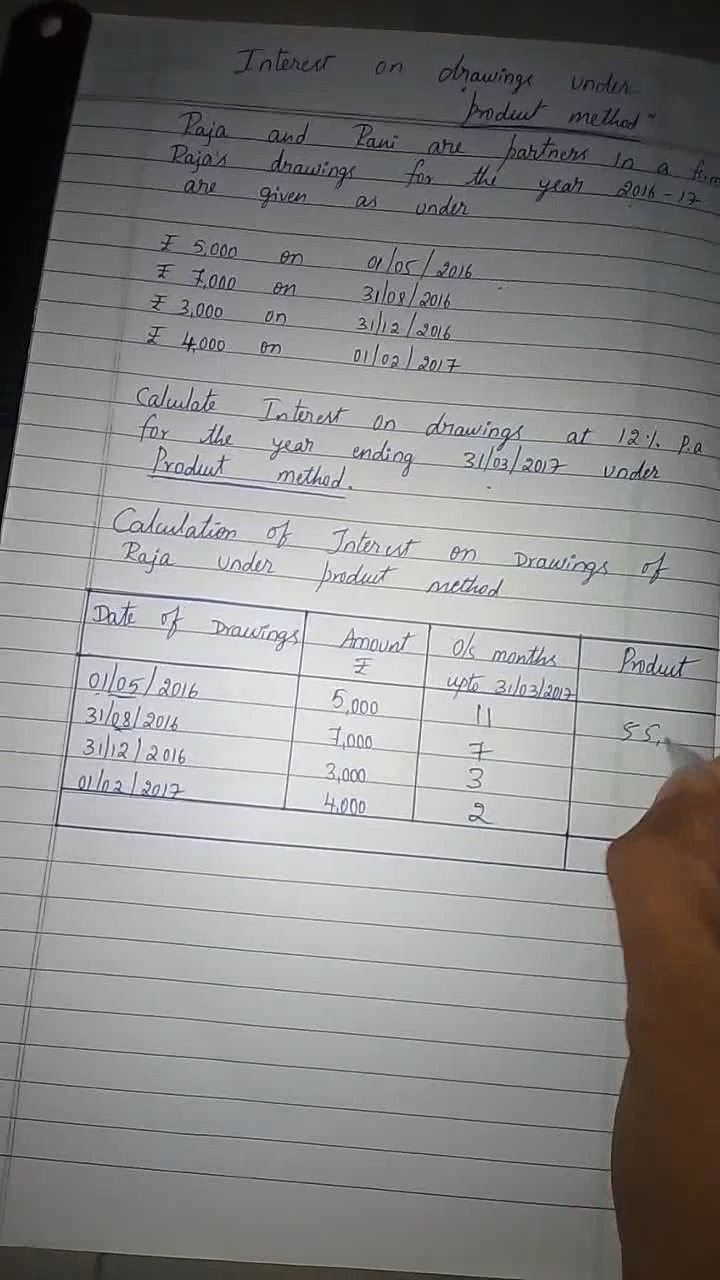 Interest on drawings under
"product method"
Raja and Rani are partners in a firm
Raja's drawings for the year 2016-17
are given as under
₹ 5,000 on 01/05/2016
₹ 7,000 on 31/08/2016
₹ 3,000 on 31/12/2016
₹ 4,000 on 01/02/2017
Calculate Interest on drawings at 12% P.a
for the year ending 31/03/2017 under
Product method.
Calculation of Interest on Drawings of
Raja under product method
Date of Drawings Amount ₹ O/s months upto 31/03/2017 Product
01/05/2016 5,000 11 55,
31/08/2016 7,000 7
31/12/2016 3,000 3
01/02/2017 4,000 2